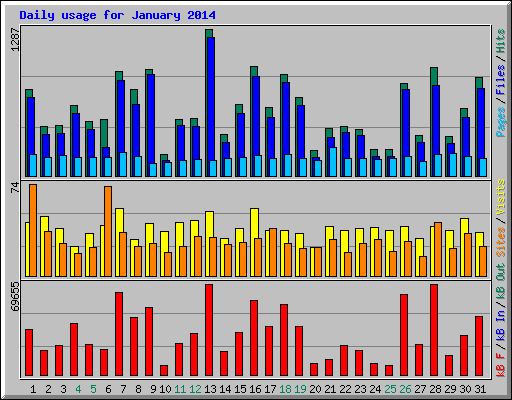 Daily usage for January 2014
1287
Pages / Files / Hits
74
Sites / Visits
69655
kB F / kB In / kB Out
1 2 3 4 5 6 7 8 9 10 11 12 13 14 15 16 17 18 19 20 21 22 23 24 25 26 27 28 29 30 31